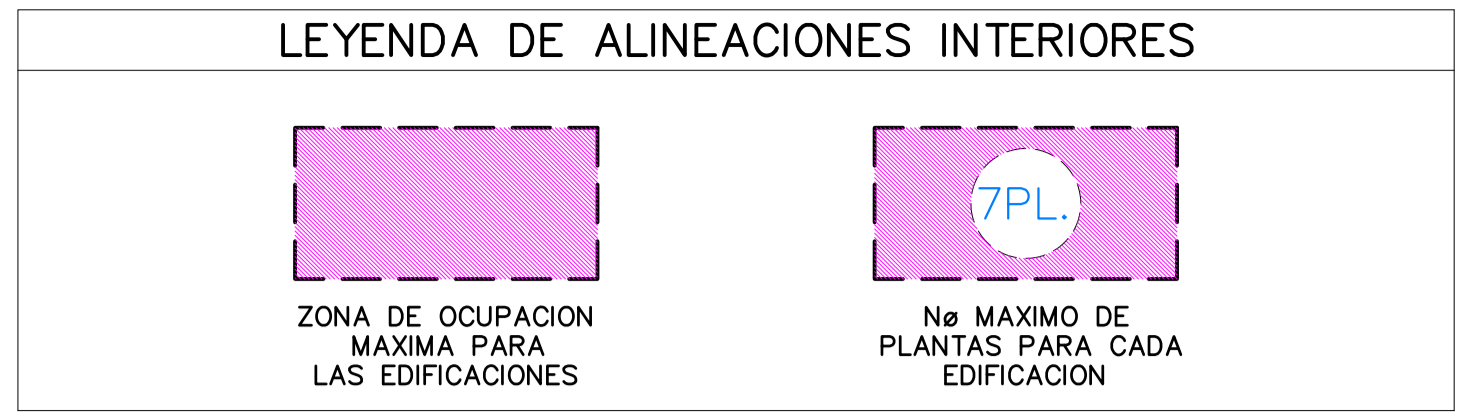 LEYENDA DE ALINEACIONES INTERIORES
ZONA DE OCUPACION
MAXIMA PARA
LAS EDIFICACIONES
7PL.
Nø MAXIMO DE
PLANTAS PARA CADA
EDIFICACION